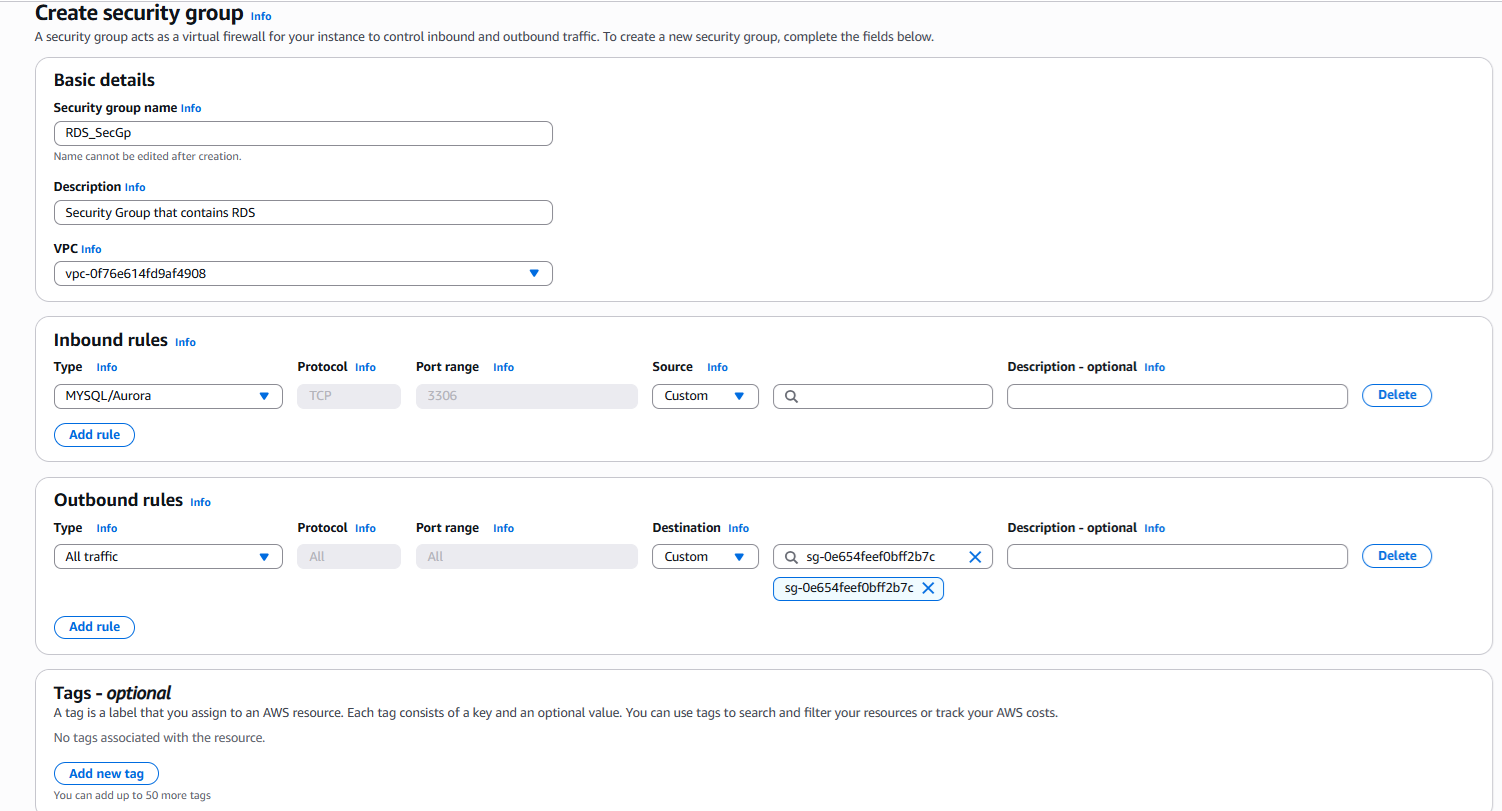 Create security group Info
A security group acts as a virtual firewall for your instance to control inbound and outbound traffic. To create a new security group, complete the fields below.
Basic details
Security group name Info
RDS_SecGp
Name cannot be edited after creation.
Description Info
Security Group that contains RDS
VPC Info
vpc-0f76e614fd9af4908
Inbound rules Info
Type Info Protocol Info Port range Info Source Info Description - optional Info
MYSQL/Aurora TCP 3306 Custom Delete
Add rule
Outbound rules Info
Type Info Protocol Info Port range Info Destination Info Description - optional Info
All traffic All All Custom sg-0e654feef0bff2b7c Delete
sg-0e654feef0bff2b7c
Add rule
Tags - optional
A tag is a label that you assign to an AWS resource. Each tag consists of a key and an optional value. You can use tags to search and filter your resources or track your AWS costs.
No tags associated with the resource.
Add new tag
You can add up to 50 more tags